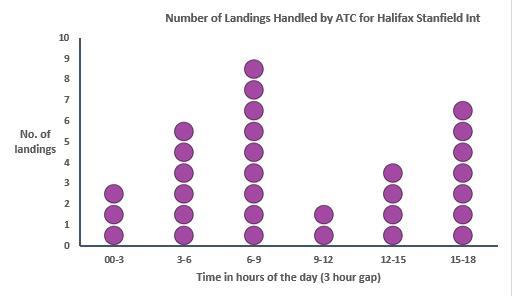 Number of Landings Handled by ATC for Halifax Stanfield Int
10
9
8
7
6
5
4
3
2
1
0
No. of
landings
00-3 3-6 6-9 9-12 12-15 15-18
Time in hours of the day (3 hour gap)